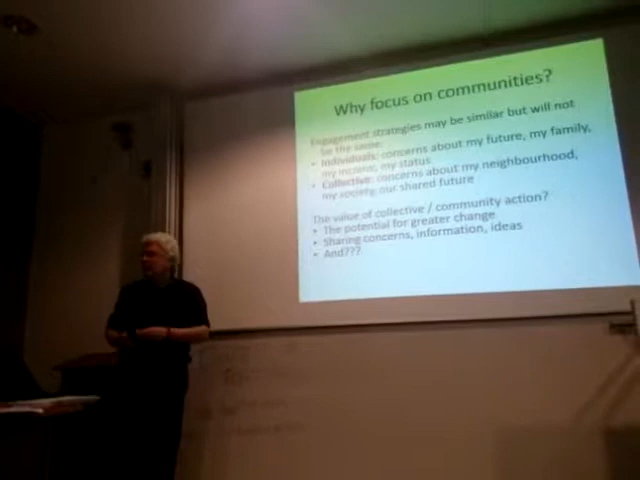 Why focus on communities?
Engagement strategies may be similar but will not
be the same:
• Individuals: concerns about my future, my family,
my income, my status
• Collective: concerns about my neighbourhood,
my society, our shared future
The value of collective / community action?
• The potential for greater change
• Sharing concerns, information, ideas
• And???